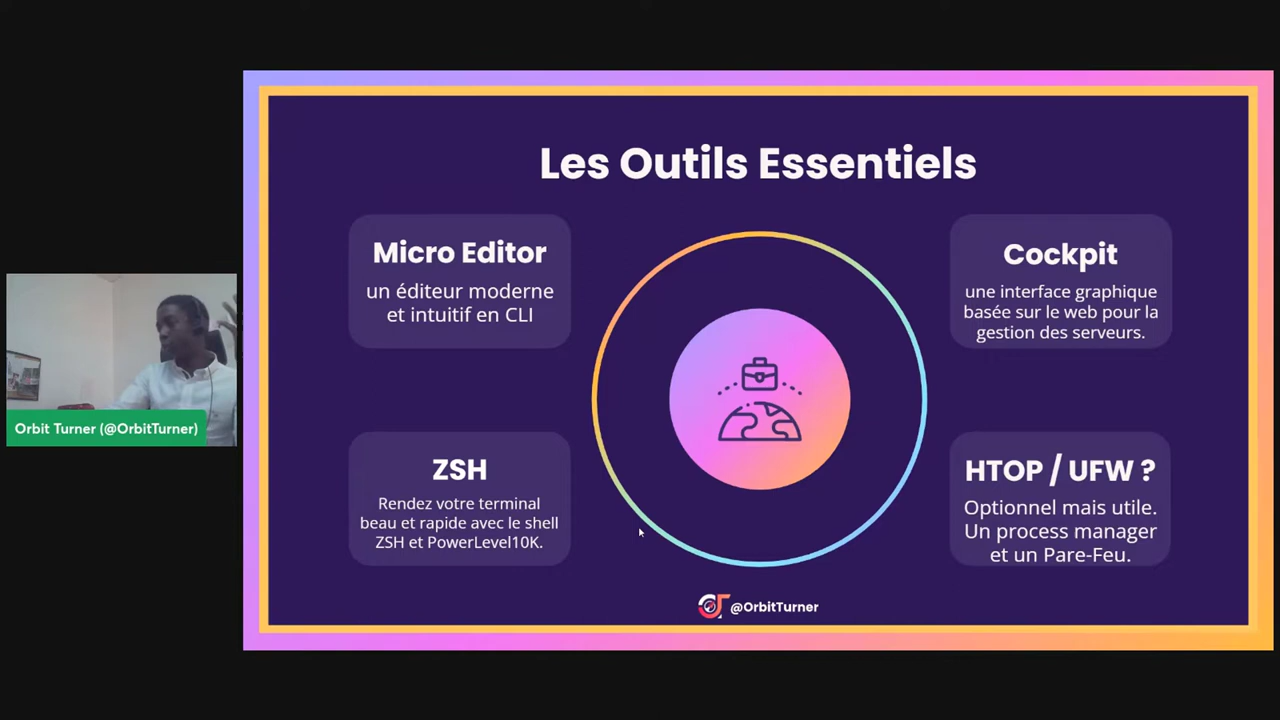 Les Outils Essentiels
Micro Editor
un éditeur moderne
et intuitif en CLI
Cockpit
une interface graphique
basée sur le web pour la
gestion des serveurs.
Orbit Turner (@OrbitTurner)
ZSH
Rendez votre terminal
beau et rapide avec le shell
ZSH et PowerLevel10K.
HTOP / UFW ?
Optionnel mais utile.
Un process manager
et un Pare-Feu.
@OrbitTurner